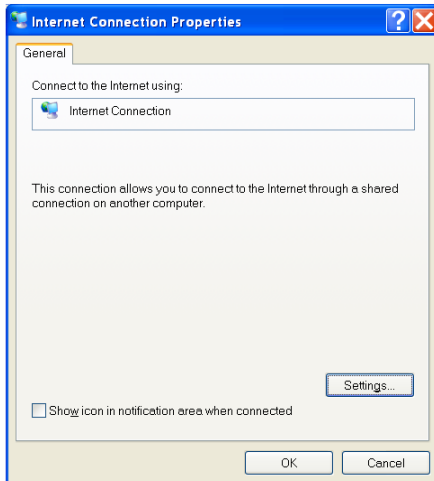 Internet Connection Properties
General
Connect to the Internet using:
Internet Connection
This connection allows you to connect to the Internet through a shared
connection on another computer.
Settings...
Show icon in notification area when connected
OK
Cancel